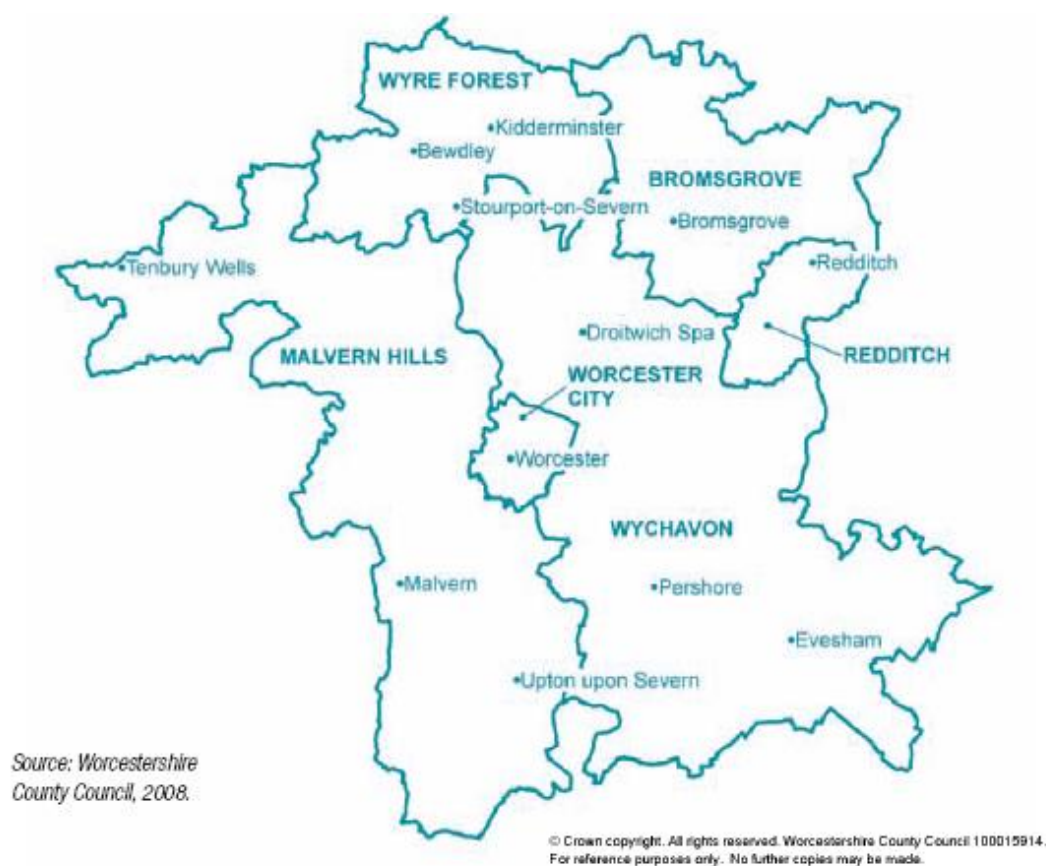 WYRE FOREST
Kidderminster
Bewdley
BROMSGROVE
Stourport-on-Severn
Bromsgrove
Tenbury Wells
Redditch
Droitwich Spa
MALVERN HILLS
REDDITCH
WORCESTER
CITY
Worcester
WYCHAVON
Malvern
Pershore
Evesham
Upton upon Severn
Source: Worcestershire
County Council, 2008.
© Crown copyright. All rights reserved. Worcestershire County Council 100015914.
For reference purposes only. No further copies may be made.